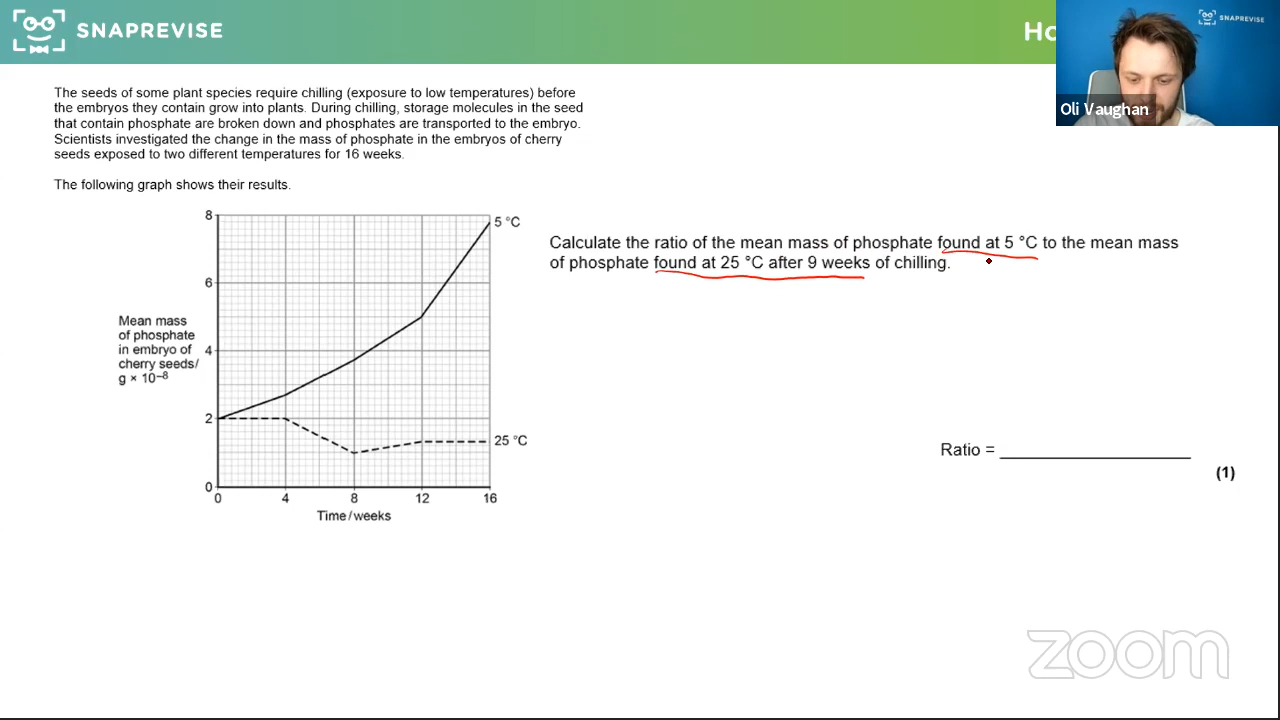 SNAPREVISE
Ho
SNAPREVISE
Oli Vaughan
The seeds of some plant species require chilling (exposure to low temperatures) before
the embryos they contain grow into plants. During chilling, storage molecules in the seed
that contain phosphate are broken down and phosphates are transported to the embryo.
Scientists investigated the change in the mass of phosphate in the embryos of cherry
seeds exposed to two different temperatures for 16 weeks.
The following graph shows their results.
8
5 °C
6
Mean mass
of phosphate
in embryo of
cherry seeds/
g × 10⁻⁸
4
2
25 °C
0
0 4 8 12 16
Time/weeks
Calculate the ratio of the mean mass of phosphate found at 5 °C to the mean mass
of phosphate found at 25 °C after 9 weeks of chilling.
Ratio = ____________________
(1)
zoom